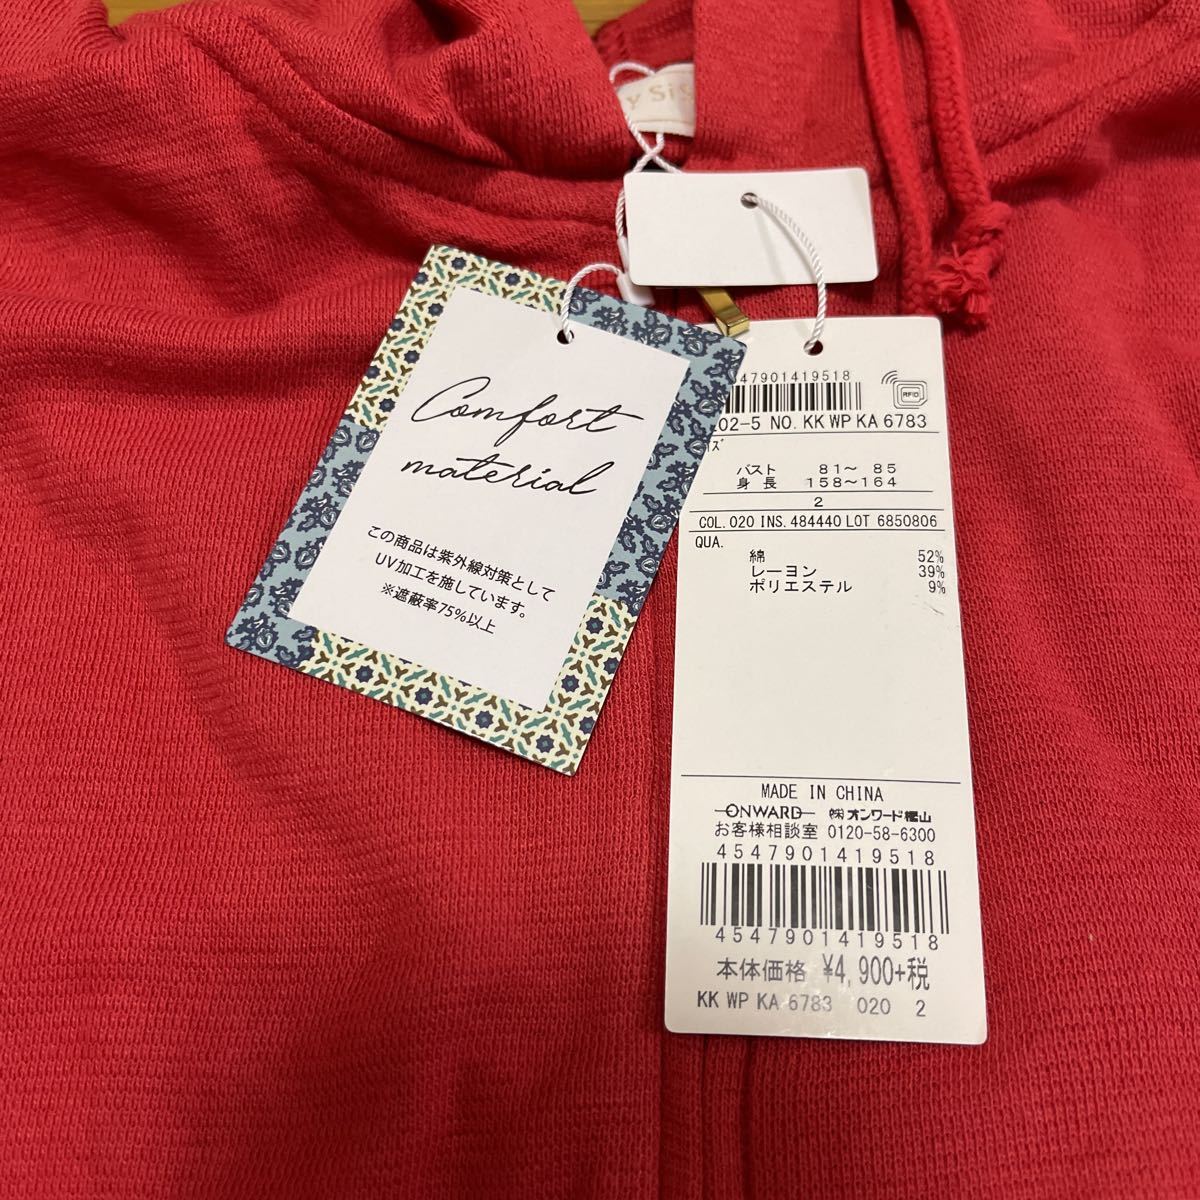 y Si
Comfort
material
この商品は紫外線対策として
UV加工を施しています。
※遮蔽率75%以上
47901419518
RFID
02-5 NO. KK WP KA 6783
バスト 81〜 85
身長 158〜164
2
COL. 020 INS. 484440 LOT 6850806
QUA.
綿 52%
レーヨン 39%
ポリエステル 9%
MADE IN CHINA
ONWARD ㈱オンワード樫山
お客様相談室 0120-58-6300
4547901419518
4547901419518
本体価格 ¥4,900+税
KK WP KA 6783 020 2